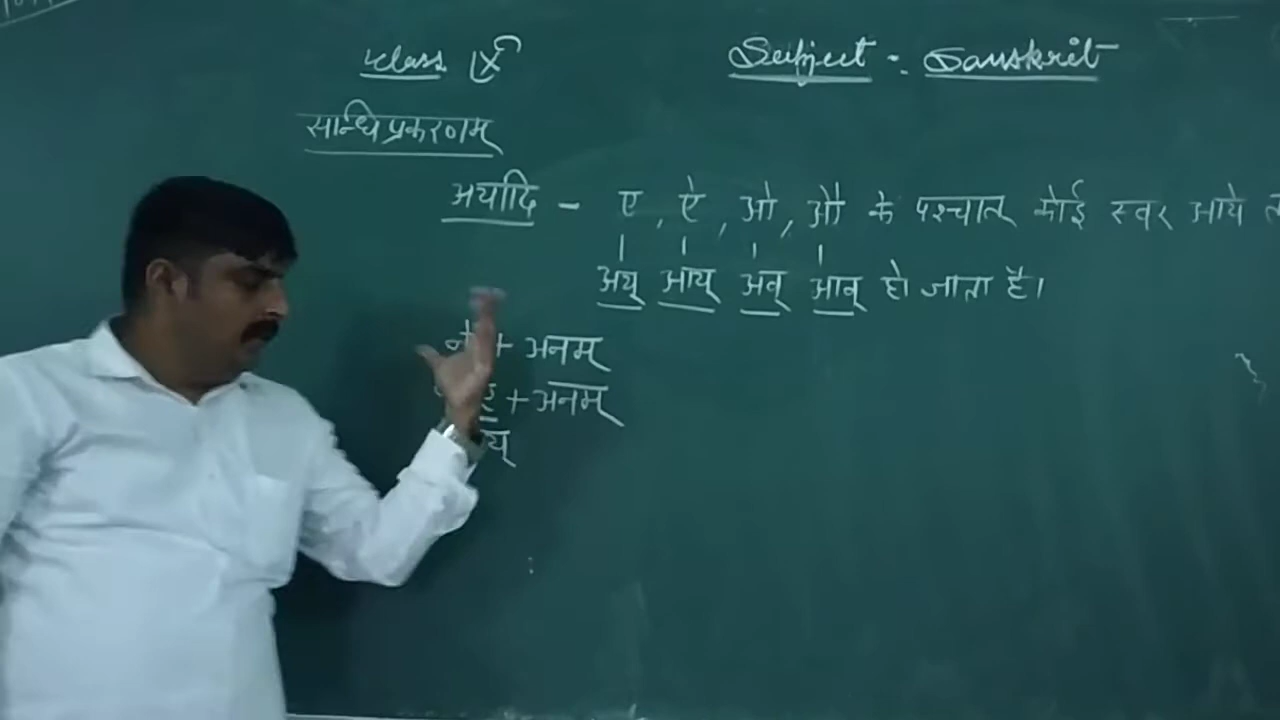 Class IX
Subject :- Sanskrit
सन्धि प्रकरणम्
अयादि - ए, ऐ, ओ, औ के पश्चात् कोई स्वर आये
अय् आय् अव् आव् हो जाता है।
ने + अनम्
+ अनम्